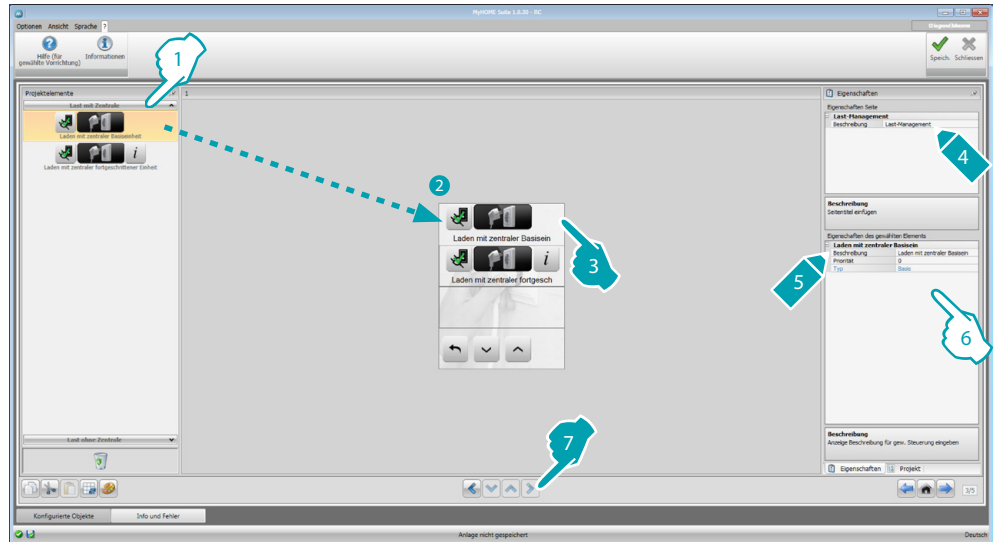 MyHOME Suite 1.0.30 - RC
Optionen Ansicht Sprache ?
Hilfe (für gewählte Vorrichtung)
Informationen
Speich. Schliessen
1
Projektelemente
Last mit Zentrale
Laden mit zentraler Basiseinheit
Laden mit zentraler fortgeschrittener Einheit
Last ohne Zentrale
1
2
Laden mit zentraler Basisein
Laden mit zentraler fortgesch
3
Eigenschaften
Eigenschaften Seite
Last-Management
Beschreibung Last-Management
4
Beschreibung
Seitentitel einfügen
Eigenschaften des gewählten Elements
Laden mit zentraler Basisein
Beschreibung Laden mit zentraler Basisein
Priorität 0
Typ Basic
5
6
Beschreibung
Anzeige Beschreibung für gew. Steuerung eingeben
Eigenschaften Projekt
7
3/5
Konfigurierte Objekte Info und Fehler
Anlage nicht gespeichert
Deutsch